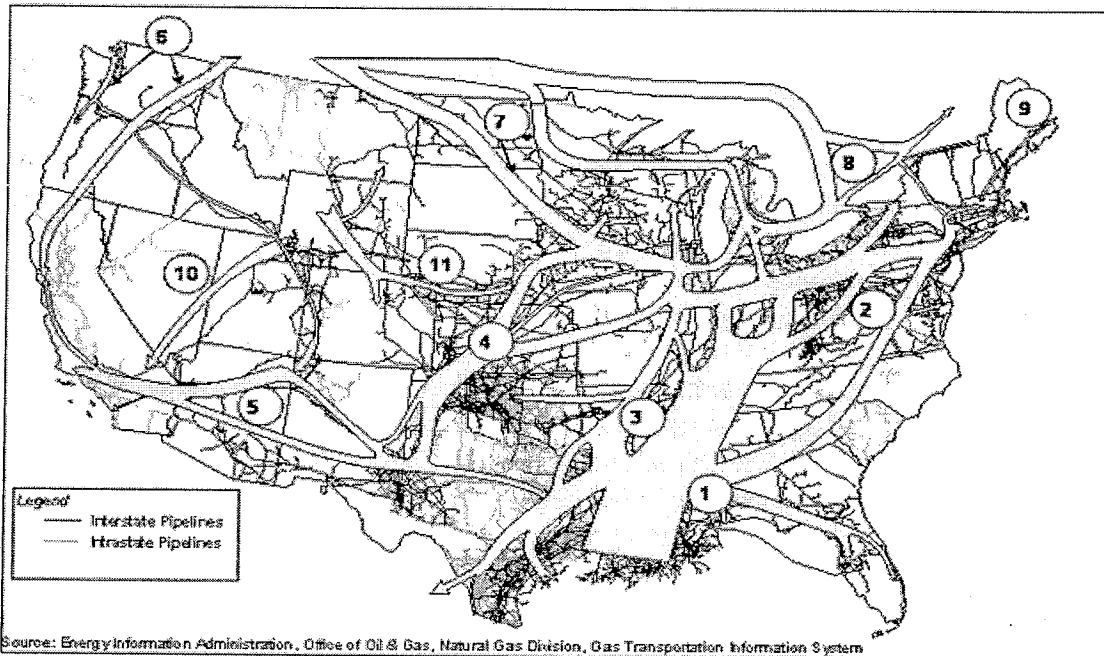 6
7
9
8
10
11
2
4
5
3
1
Legend
Interstate Pipelines
Intrastate Pipelines
Source: Energy Information Administration, Office of Oil & Gas, Natural Gas Division, Gas Transportation Information System